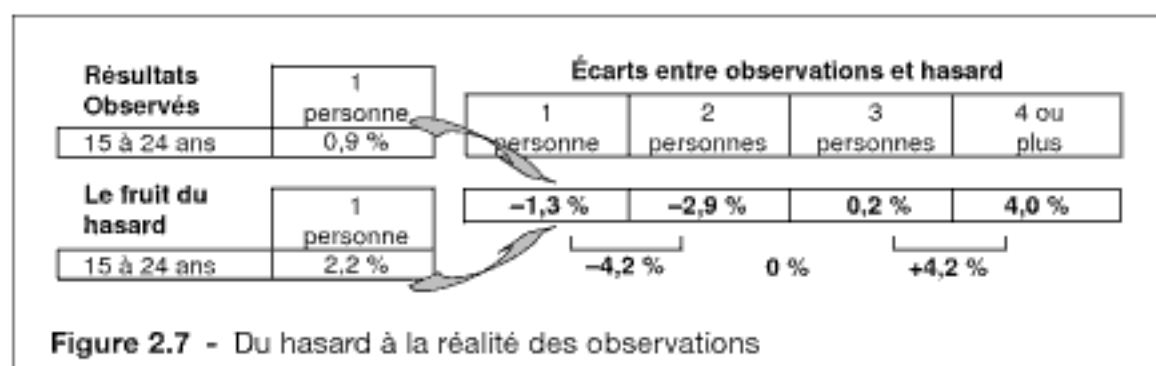 Résultats
Observés
1
personne
15 à 24 ans
0,9 %
Le fruit du
hasard
1
personne
15 à 24 ans
2,2 %
Écarts entre observations et hasard
1
personne
2
personnes
3
personnes
4 ou
plus
–1,3 %
–2,9 %
0,2 %
4,0 %
–4,2 %
0 %
+4,2 %
Figure 2.7 - Du hasard à la réalité des observations